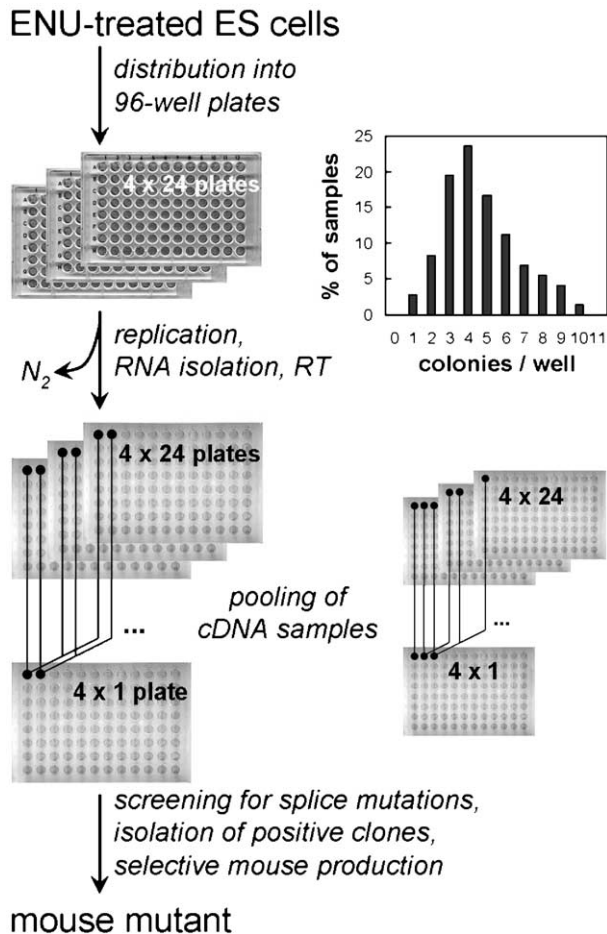 ENU-treated ES cells
distribution into
96-well plates
4 x 24 plates
% of samples
25
20
15
10
5
0
0 1 2 3 4 5 6 7 8 9 10 11
colonies / well
replication,
RNA isolation, RT
N2
4 x 24 plates
4 x 24
pooling of
cDNA samples
...
...
4 x 1 plate
4 x 1
screening for splice mutations,
isolation of positive clones,
selective mouse production
mouse mutant